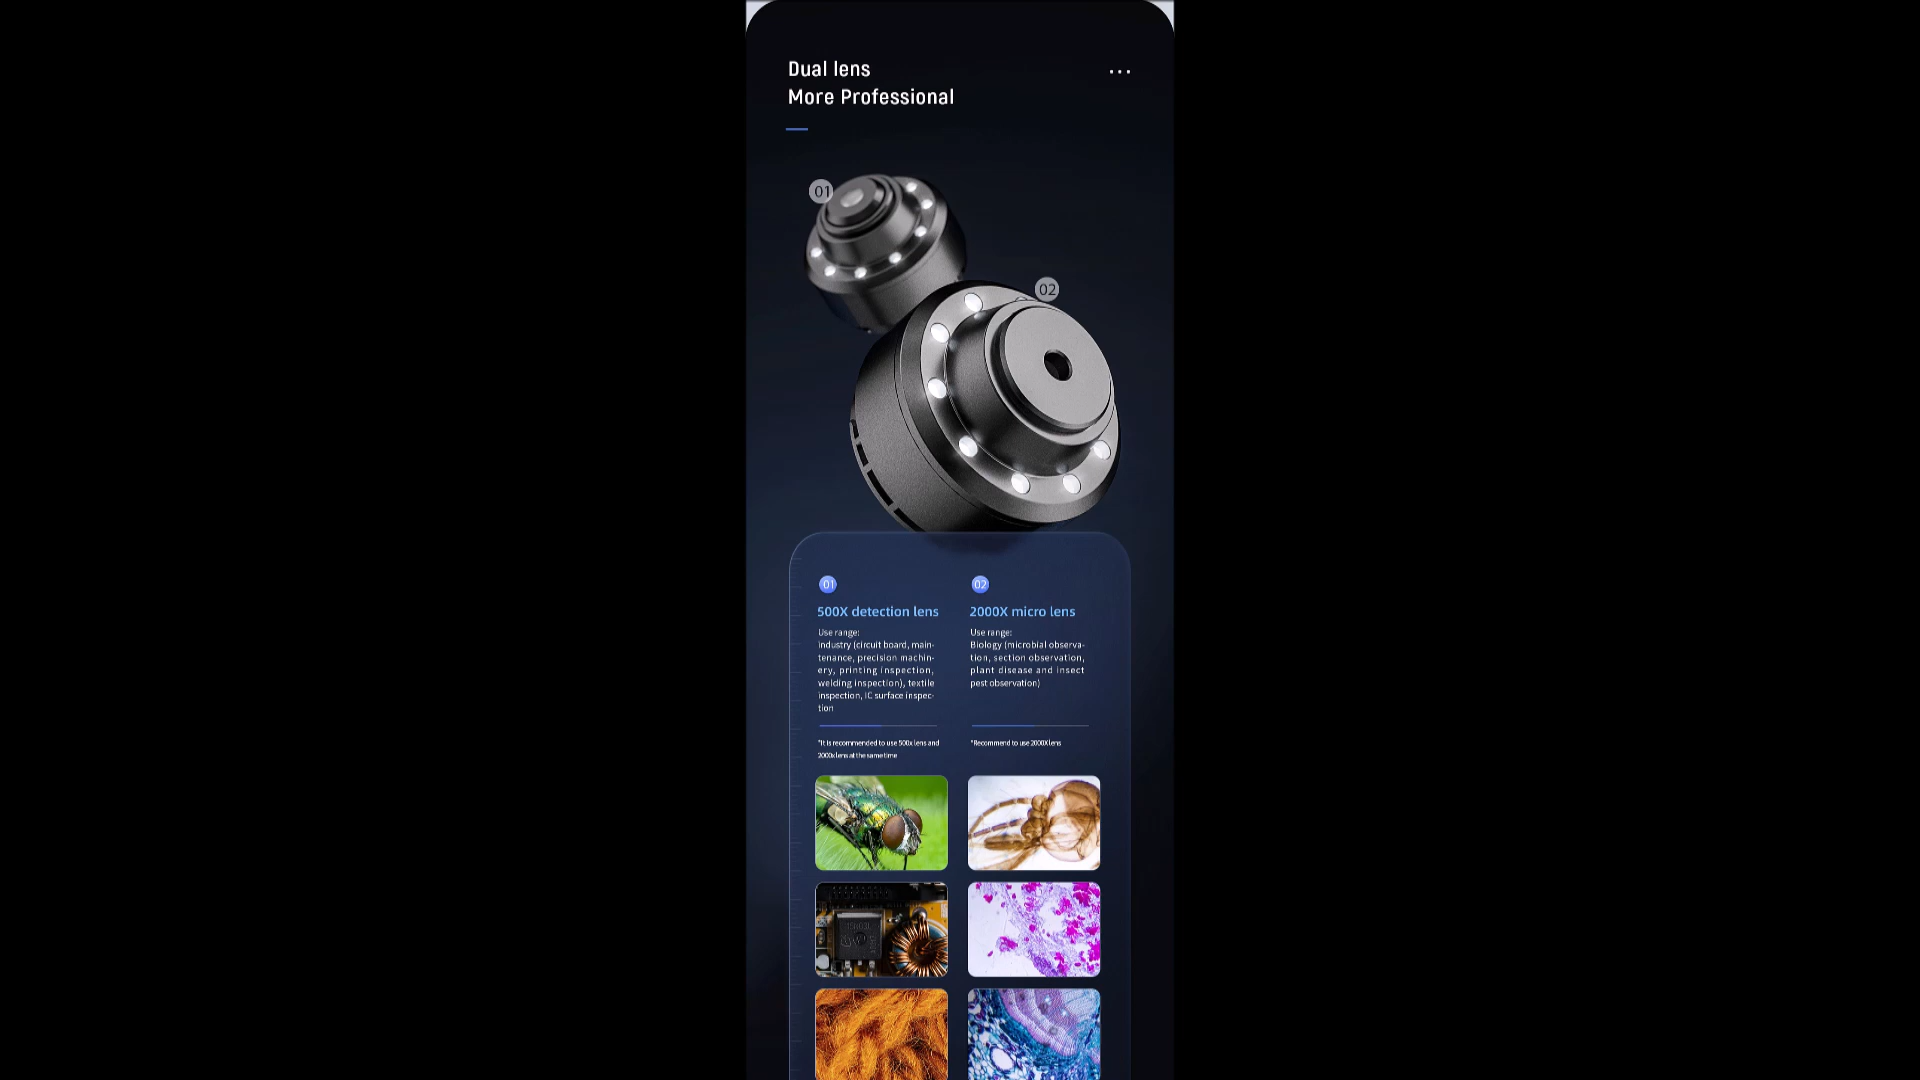 Dual lens
More Professional
01
02
01
500X detection lens
Use range:
Industry (circuit board, main-
tenance, precision machin-
ery, printing inspection,
welding inspection), textile
inspection, IC surface inspec-
tion
*It is recommended to use 500x lens and
2000x lens at the same time
02
2000X micro lens
Use range:
Biology (microbial observa-
tion, section observation,
plant disease and insect
pest observation)
*Recommend to use 2000X lens